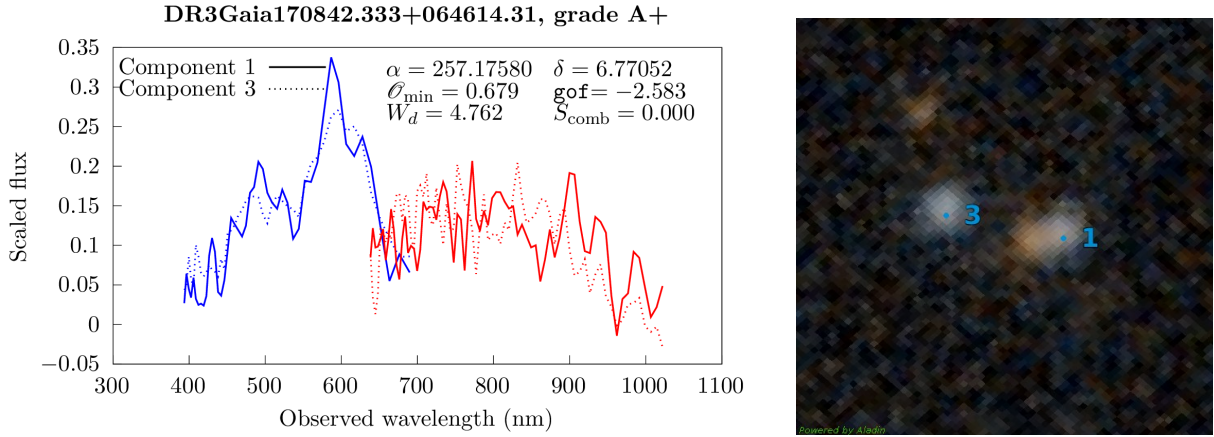 DR3Gaia170842.333+064614.31, grade A+
Component 1
Component 3
α = 257.17580 δ = 6.77052
𝒪min = 0.679 gof= −2.583
Wd = 4.762 Scomb = 0.000
0.35
0.3
0.25
0.2
0.15
0.1
0.05
0
−0.05
Scaled flux
300 400 500 600 700 800 900 1000 1100
Observed wavelength (nm)
3
1
Powered by Aladin